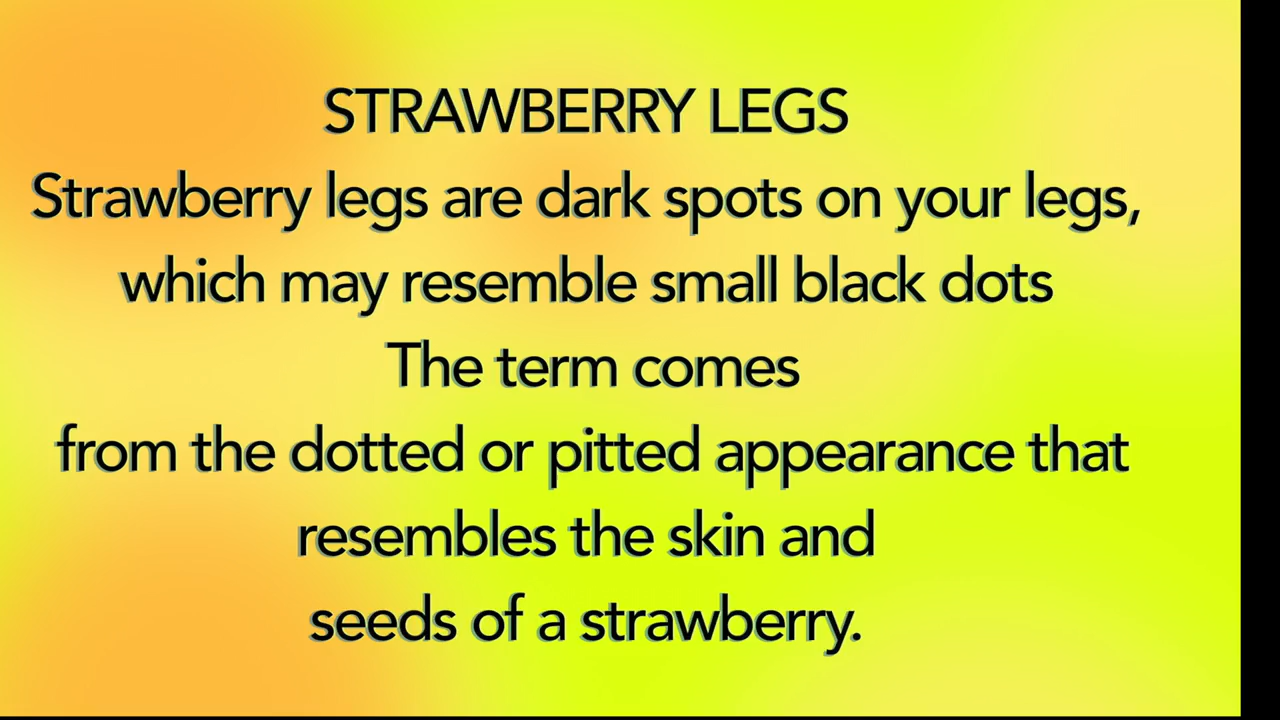 STRAWBERRY LEGS
Strawberry legs are dark spots on your legs,
which may resemble small black dots
The term comes
from the dotted or pitted appearance that
resembles the skin and
seeds of a strawberry.